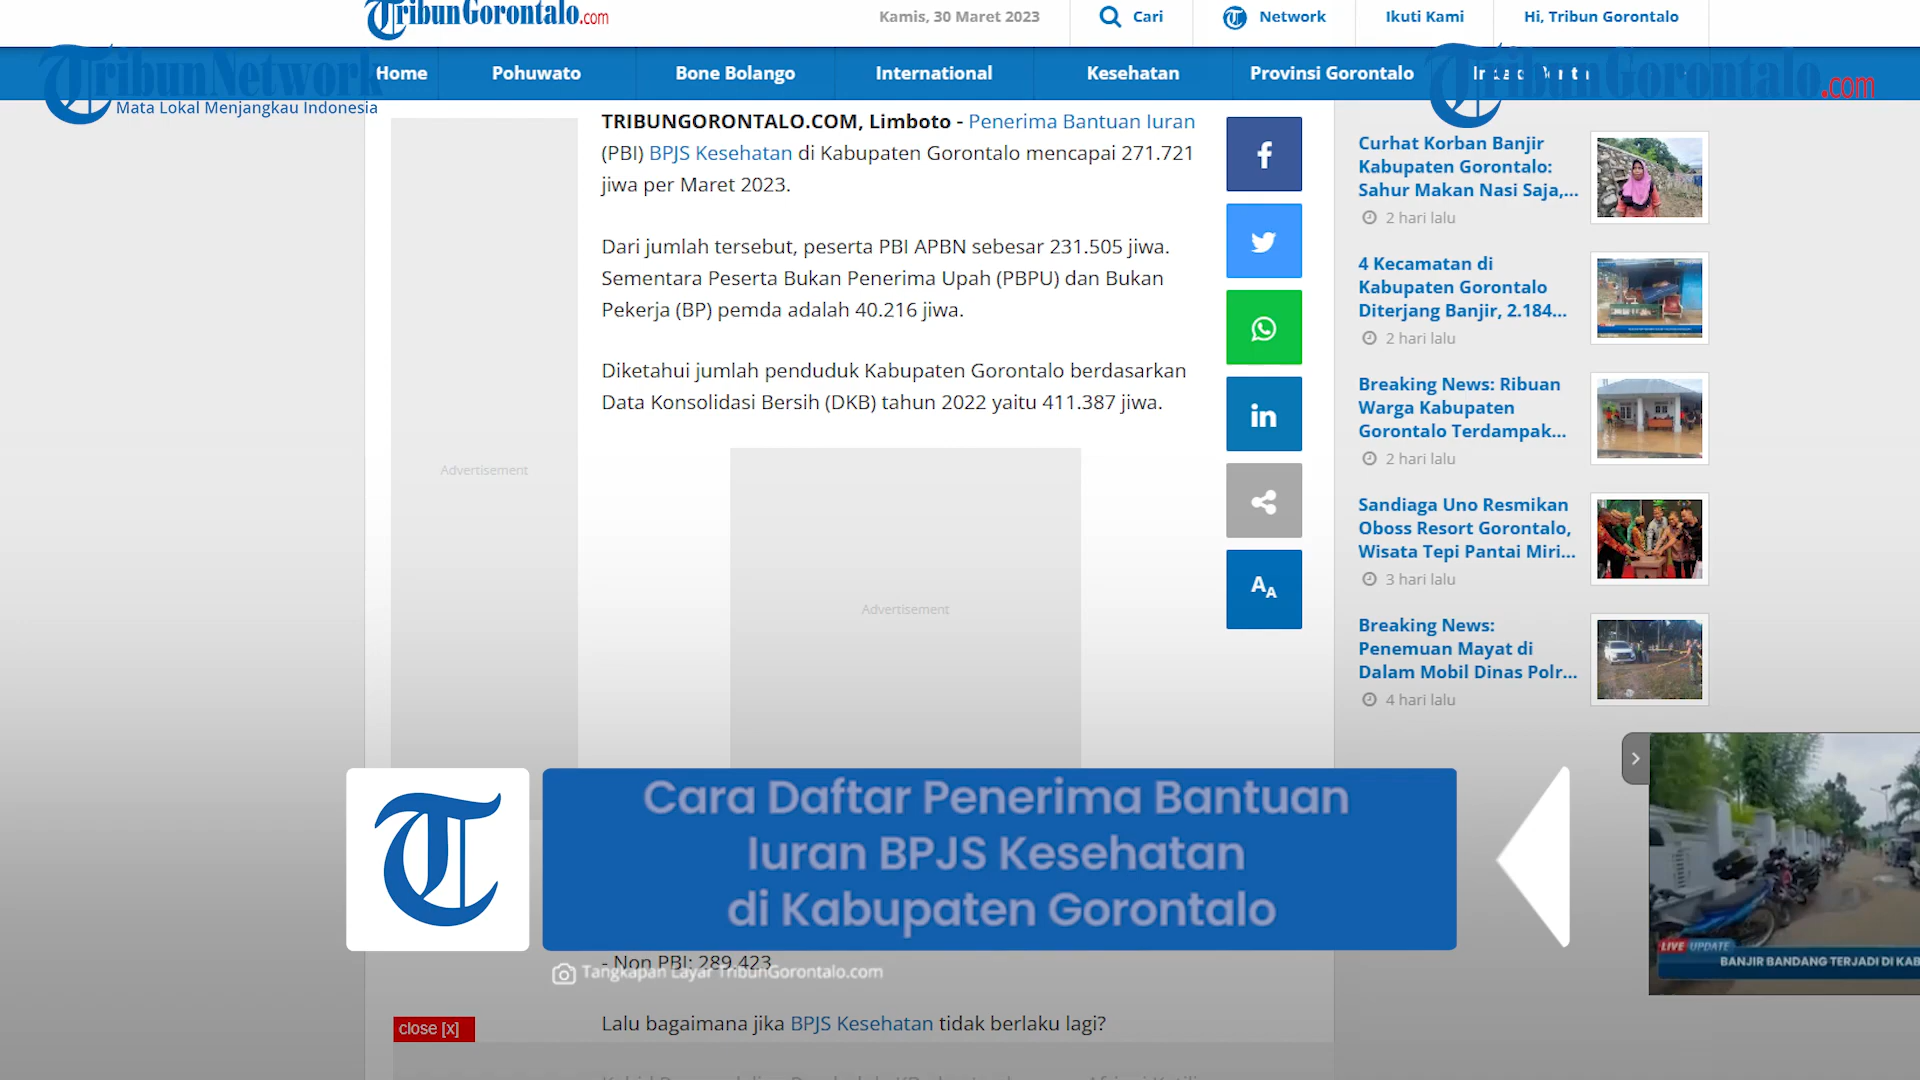 TribunGorontalo.com
Kamis, 30 Maret 2023
Cari
Network
Ikuti Kami
Hi, Tribun Gorontalo
TribunNetwork
Mata Lokal Menjangkau Indonesia
Home
Pohuwato
Bone Bolango
International
Kesehatan
Provinsi Gorontalo
TribunGorontalo.com
TRIBUNGORONTALO.COM, Limboto - Penerima Bantuan Iuran
(PBI) BPJS Kesehatan di Kabupaten Gorontalo mencapai 271.721
jiwa per Maret 2023.
Dari jumlah tersebut, peserta PBI APBN sebesar 231.505 jiwa.
Sementara Peserta Bukan Penerima Upah (PBPU) dan Bukan
Pekerja (BP) pemda adalah 40.216 jiwa.
Diketahui jumlah penduduk Kabupaten Gorontalo berdasarkan
Data Konsolidasi Bersih (DKB) tahun 2022 yaitu 411.387 jiwa.
Advertisement
Advertisement
Curhat Korban Banjir
Kabupaten Gorontalo:
Sahur Makan Nasi Saja,...
2 hari lalu
4 Kecamatan di
Kabupaten Gorontalo
Diterjang Banjir, 2.184...
2 hari lalu
Breaking News: Ribuan
Warga Kabupaten
Gorontalo Terdampak...
2 hari lalu
Sandiaga Uno Resmikan
Oboss Resort Gorontalo,
Wisata Tepi Pantai Miri...
3 hari lalu
Breaking News:
Penemuan Mayat di
Dalam Mobil Dinas Polr...
4 hari lalu
Cara Daftar Penerima Bantuan
Iuran BPJS Kesehatan
di Kabupaten Gorontalo
- Non PBI: 289.423
Tangkapan Layar TribunGorontalo.com
LIVE UPDATE
BANJIR BANDANG TERJADI DI KAB
close [x]
Lalu bagaimana jika BPJS Kesehatan tidak berlaku lagi?